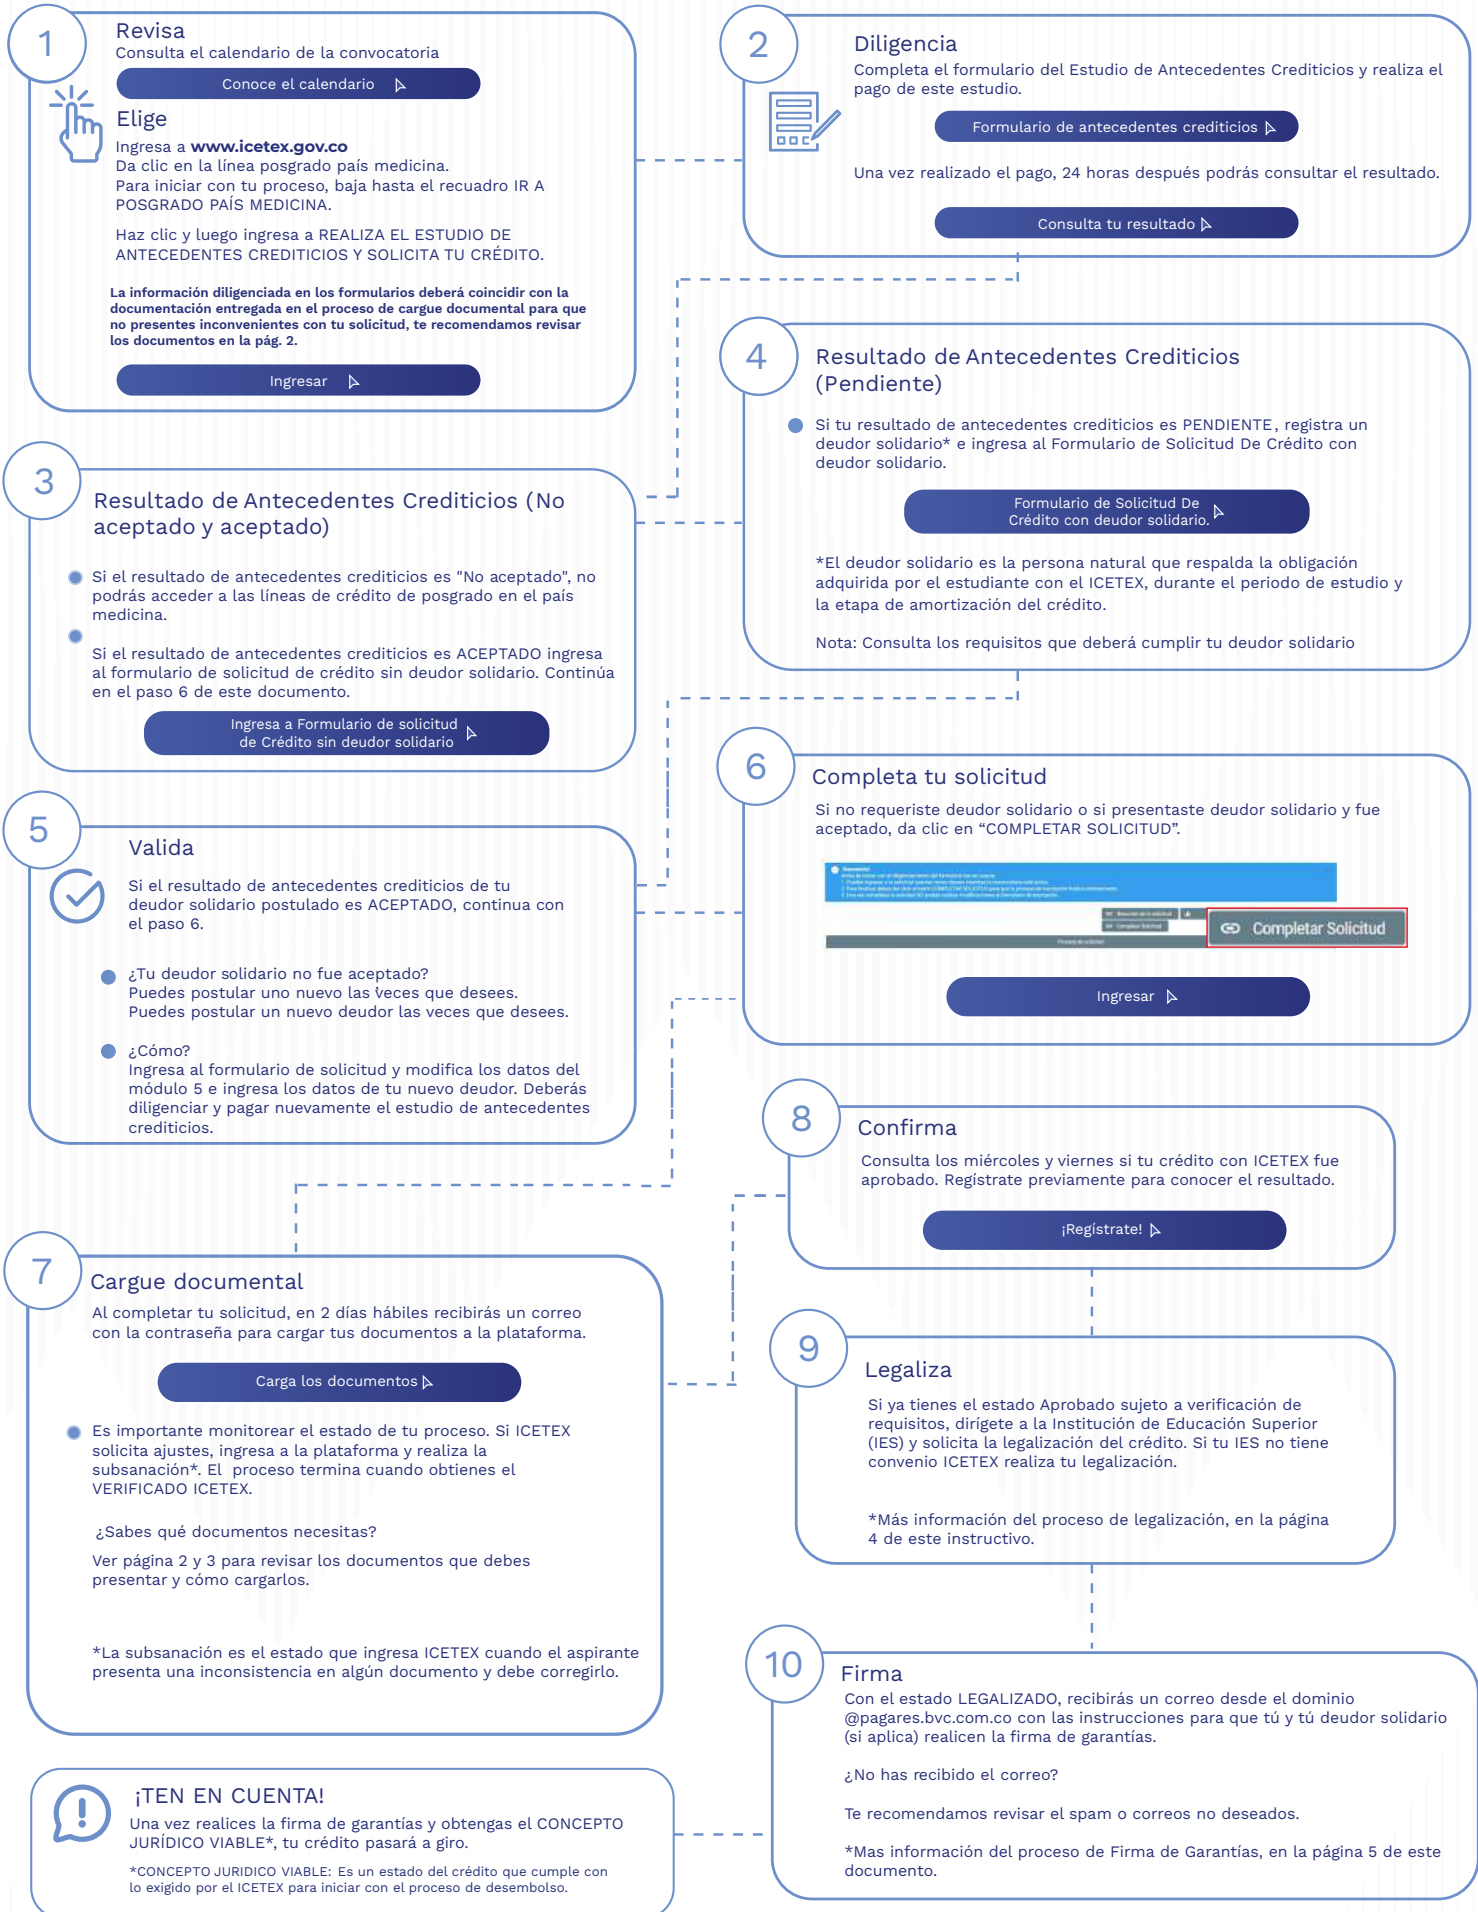 1
Revisa
Consulta el calendario de la convocatoria
Conoce el calendario
Elige
Ingresa a www.icetex.gov.co
Da clic en la línea posgrado país medicina.
Para iniciar con tu proceso, baja hasta el recuadro IR A
POSGRADO PAÍS MEDICINA.
Haz clic y luego ingresa a REALIZA EL ESTUDIO DE
ANTECEDENTES CREDITICIOS Y SOLICITA TU CRÉDITO.
La información diligenciada en los formularios deberá coincidir con la
documentación entregada en el proceso de cargue documental para que
no presentes inconvenientes con tu solicitud, te recomendamos revisar
los documentos en la pág. 2.
Ingresar
2
Diligencia
Completa el formulario del Estudio de Antecedentes Crediticios y realiza el
pago de este estudio.
Formulario de antecedentes crediticios
Una vez realizado el pago, 24 horas después podrás consultar el resultado.
Consulta tu resultado
3
Resultado de Antecedentes Crediticios (No
aceptado y aceptado)
Si el resultado de antecedentes crediticios es "No aceptado", no
podrás acceder a las líneas de crédito de posgrado en el país
medicina.
Si el resultado de antecedentes crediticios es ACEPTADO ingresa
al formulario de solicitud de crédito sin deudor solidario. Continúa
en el paso 6 de este documento.
Ingresa a Formulario de solicitud
de Crédito sin deudor solidario
4
Resultado de Antecedentes Crediticios
(Pendiente)
Si tu resultado de antecedentes crediticios es PENDIENTE, registra un
deudor solidario* e ingresa al Formulario de Solicitud De Crédito con
deudor solidario.
Formulario de Solicitud De
Crédito con deudor solidario.
*El deudor solidario es la persona natural que respalda la obligación
adquirida por el estudiante con el ICETEX, durante el periodo de estudio y
la etapa de amortización del crédito.
Nota: Consulta los requisitos que deberá cumplir tu deudor solidario
5
Valida
Si el resultado de antecedentes crediticios de tu
deudor solidario postulado es ACEPTADO, continua con
el paso 6.
¿Tu deudor solidario no fue aceptado?
Puedes postular uno nuevo las veces que desees.
Puedes postular un nuevo deudor las veces que desees.
¿Cómo?
Ingresa al formulario de solicitud y modifica los datos del
módulo 5 e ingresa los datos de tu nuevo deudor. Deberás
diligenciar y pagar nuevamente el estudio de antecedentes
crediticios.
6
Completa tu solicitud
Si no requeriste deudor solidario o si presentaste deudor solidario y fue
aceptado, da clic en “COMPLETAR SOLICITUD”.
Completar Solicitud
Ingresar
7
Cargue documental
Al completar tu solicitud, en 2 días hábiles recibirás un correo
con la contraseña para cargar tus documentos a la plataforma.
Carga los documentos
Es importante monitorear el estado de tu proceso. Si ICETEX
solicita ajustes, ingresa a la plataforma y realiza la
subsanación*. El proceso termina cuando obtienes el
VERIFICADO ICETEX.
¿Sabes qué documentos necesitas?
Ver página 2 y 3 para revisar los documentos que debes
presentar y cómo cargarlos.
*La subsanación es el estado que ingresa ICETEX cuando el aspirante
presenta una inconsistencia en algún documento y debe corregirlo.
8
Confirma
Consulta los miércoles y viernes si tu crédito con ICETEX fue
aprobado. Regístrate previamente para conocer el resultado.
¡Regístrate!
9
Legaliza
Si ya tienes el estado Aprobado sujeto a verificación de
requisitos, dirígete a la Institución de Educación Superior
(IES) y solicita la legalización del crédito. Si tu IES no tiene
convenio ICETEX realiza tu legalización.
*Más información del proceso de legalización, en la página
4 de este instructivo.
10
Firma
Con el estado LEGALIZADO, recibirás un correo desde el dominio
@pagares.bvc.com.co con las instrucciones para que tú y tú deudor solidario
(si aplica) realicen la firma de garantías.
¿No has recibido el correo?
Te recomendamos revisar el spam o correos no deseados.
*Mas información del proceso de Firma de Garantías, en la página 5 de este
documento.
¡TEN EN CUENTA!
Una vez realices la firma de garantías y obtengas el CONCEPTO
JURÍDICO VIABLE*, tu crédito pasará a giro.
*CONCEPTO JURIDICO VIABLE: Es un estado del crédito que cumple con
lo exigido por el ICETEX para iniciar con el proceso de desembolso.